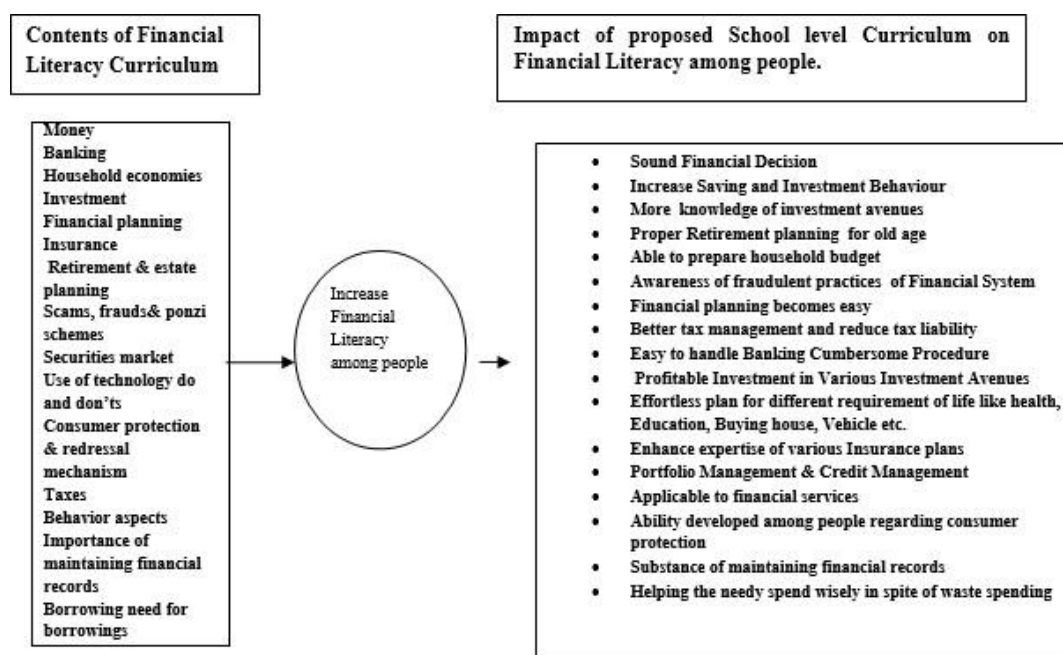 Contents of Financial
Literacy Curriculum
Impact of proposed School level Curriculum on
Financial Literacy among people.
Money
Banking
Household economies
Investment
Financial planning
Insurance
Retirement & estate
planning
Scams, frauds& ponzi
schemes
Securities market
Use of technology do
and don'ts
Consumer protection
& redressal
mechanism
Taxes
Behavior aspects
Importance of
maintaining financial
records
Borrowing need for
borrowings
Increase
Financial
Literacy
among people
• Sound Financial Decision
• Increase Saving and Investment Behaviour
• More knowledge of investment avenues
• Proper Retirement planning for old age
• Able to prepare household budget
• Awareness of fraudulent practices of Financial System
• Financial planning becomes easy
• Better tax management and reduce tax liability
• Easy to handle Banking Cumbersome Procedure
• Profitable Investment in Various Investment Avenues
• Effortless plan for different requirement of life like health,
Education, Buying house, Vehicle etc.
• Enhance expertise of various Insurance plans
• Portfolio Management & Credit Management
• Applicable to financial services
• Ability developed among people regarding consumer
protection
• Substance of maintaining financial records
• Helping the needy spend wisely in spite of waste spending